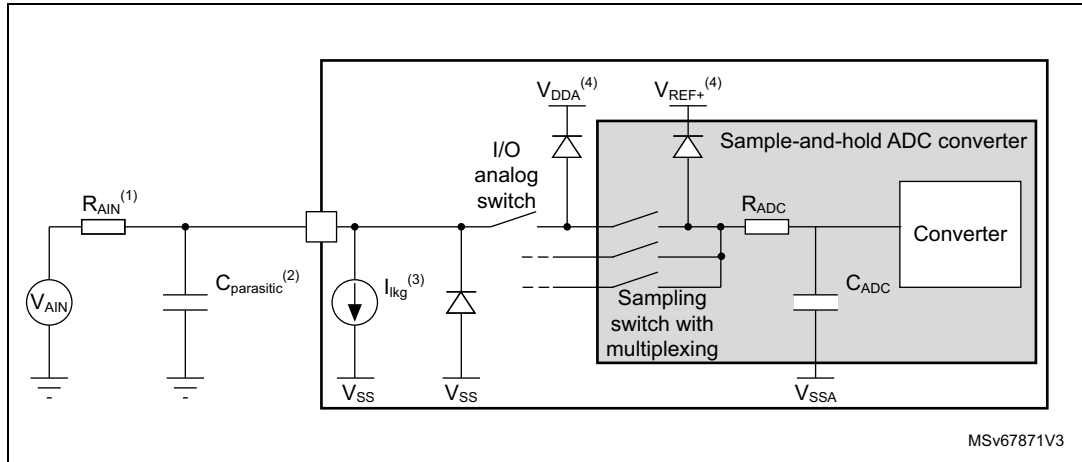 V_DDA^(4)
V_REF+^(4)
Sample-and-hold ADC converter
I/O
analog
switch
R_AIN^(1)
R_ADC
Converter
V_AIN
C_parasitic^(2)
I_lkg^(3)
C_ADC
Sampling
switch with
multiplexing
V_SS
V_SS
V_SSA
MSv67871V3